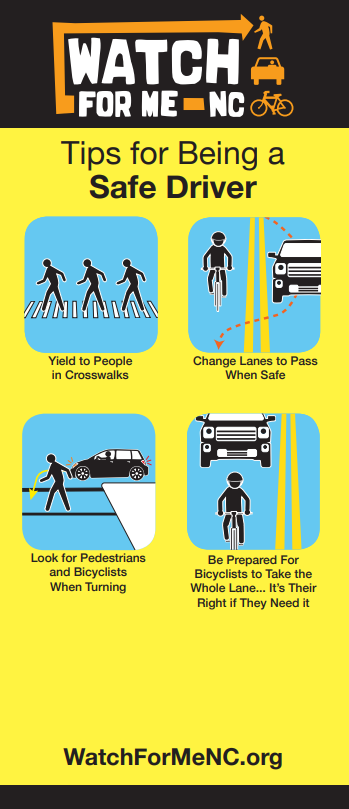 WATCH
FOR ME-NC
Tips for Being a
Safe Driver
Yield to People
in Crosswalks
Change Lanes to Pass
When Safe
Look for Pedestrians
and Bicyclists
When Turning
Be Prepared For
Bicyclists to Take the
Whole Lane... It's Their
Right if They Need it
WatchForMeNC.org